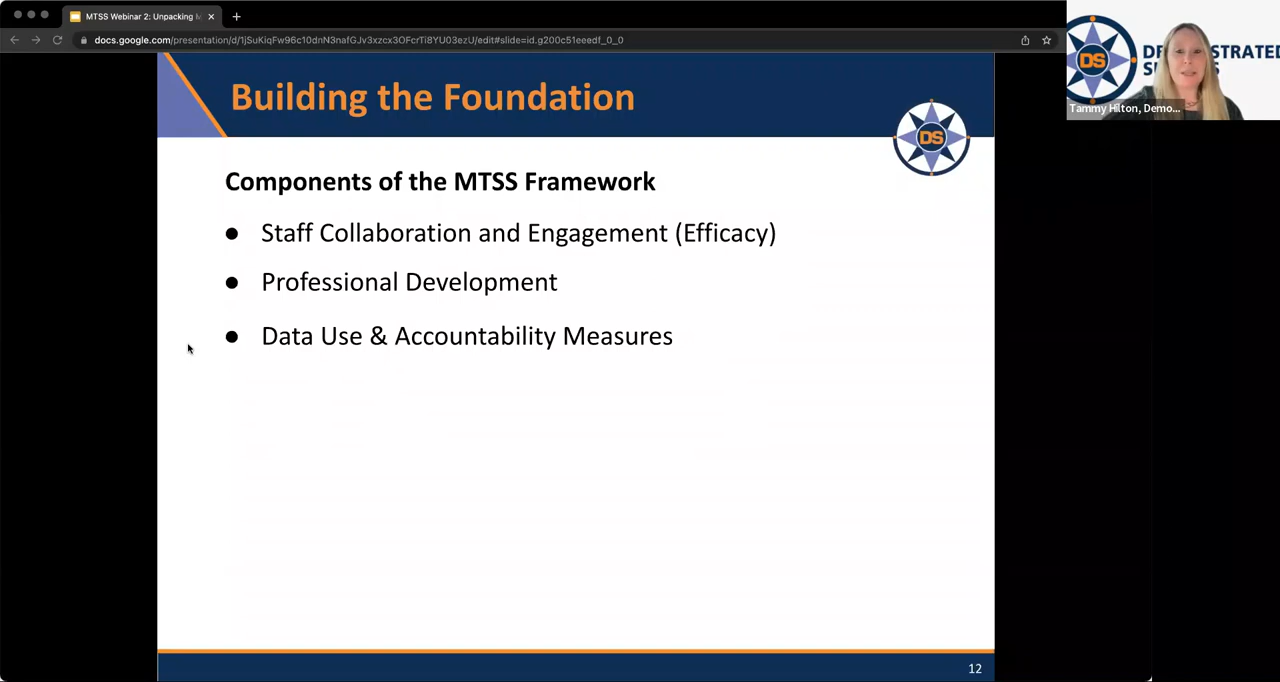 MTSS Webinar 2: Unpacking M
docs.google.com/presentation/d/1jSuKiqFw96c10dnN3nafGJv3xzcx3OFcrTi8YU03ezU/edit#slide=id.g200c51eeedf_0_0
Building the Foundation
DS
Components of the MTSS Framework
● Staff Collaboration and Engagement (Efficacy)
● Professional Development
● Data Use & Accountability Measures
12
DS
Tammy Hilton, Demo...